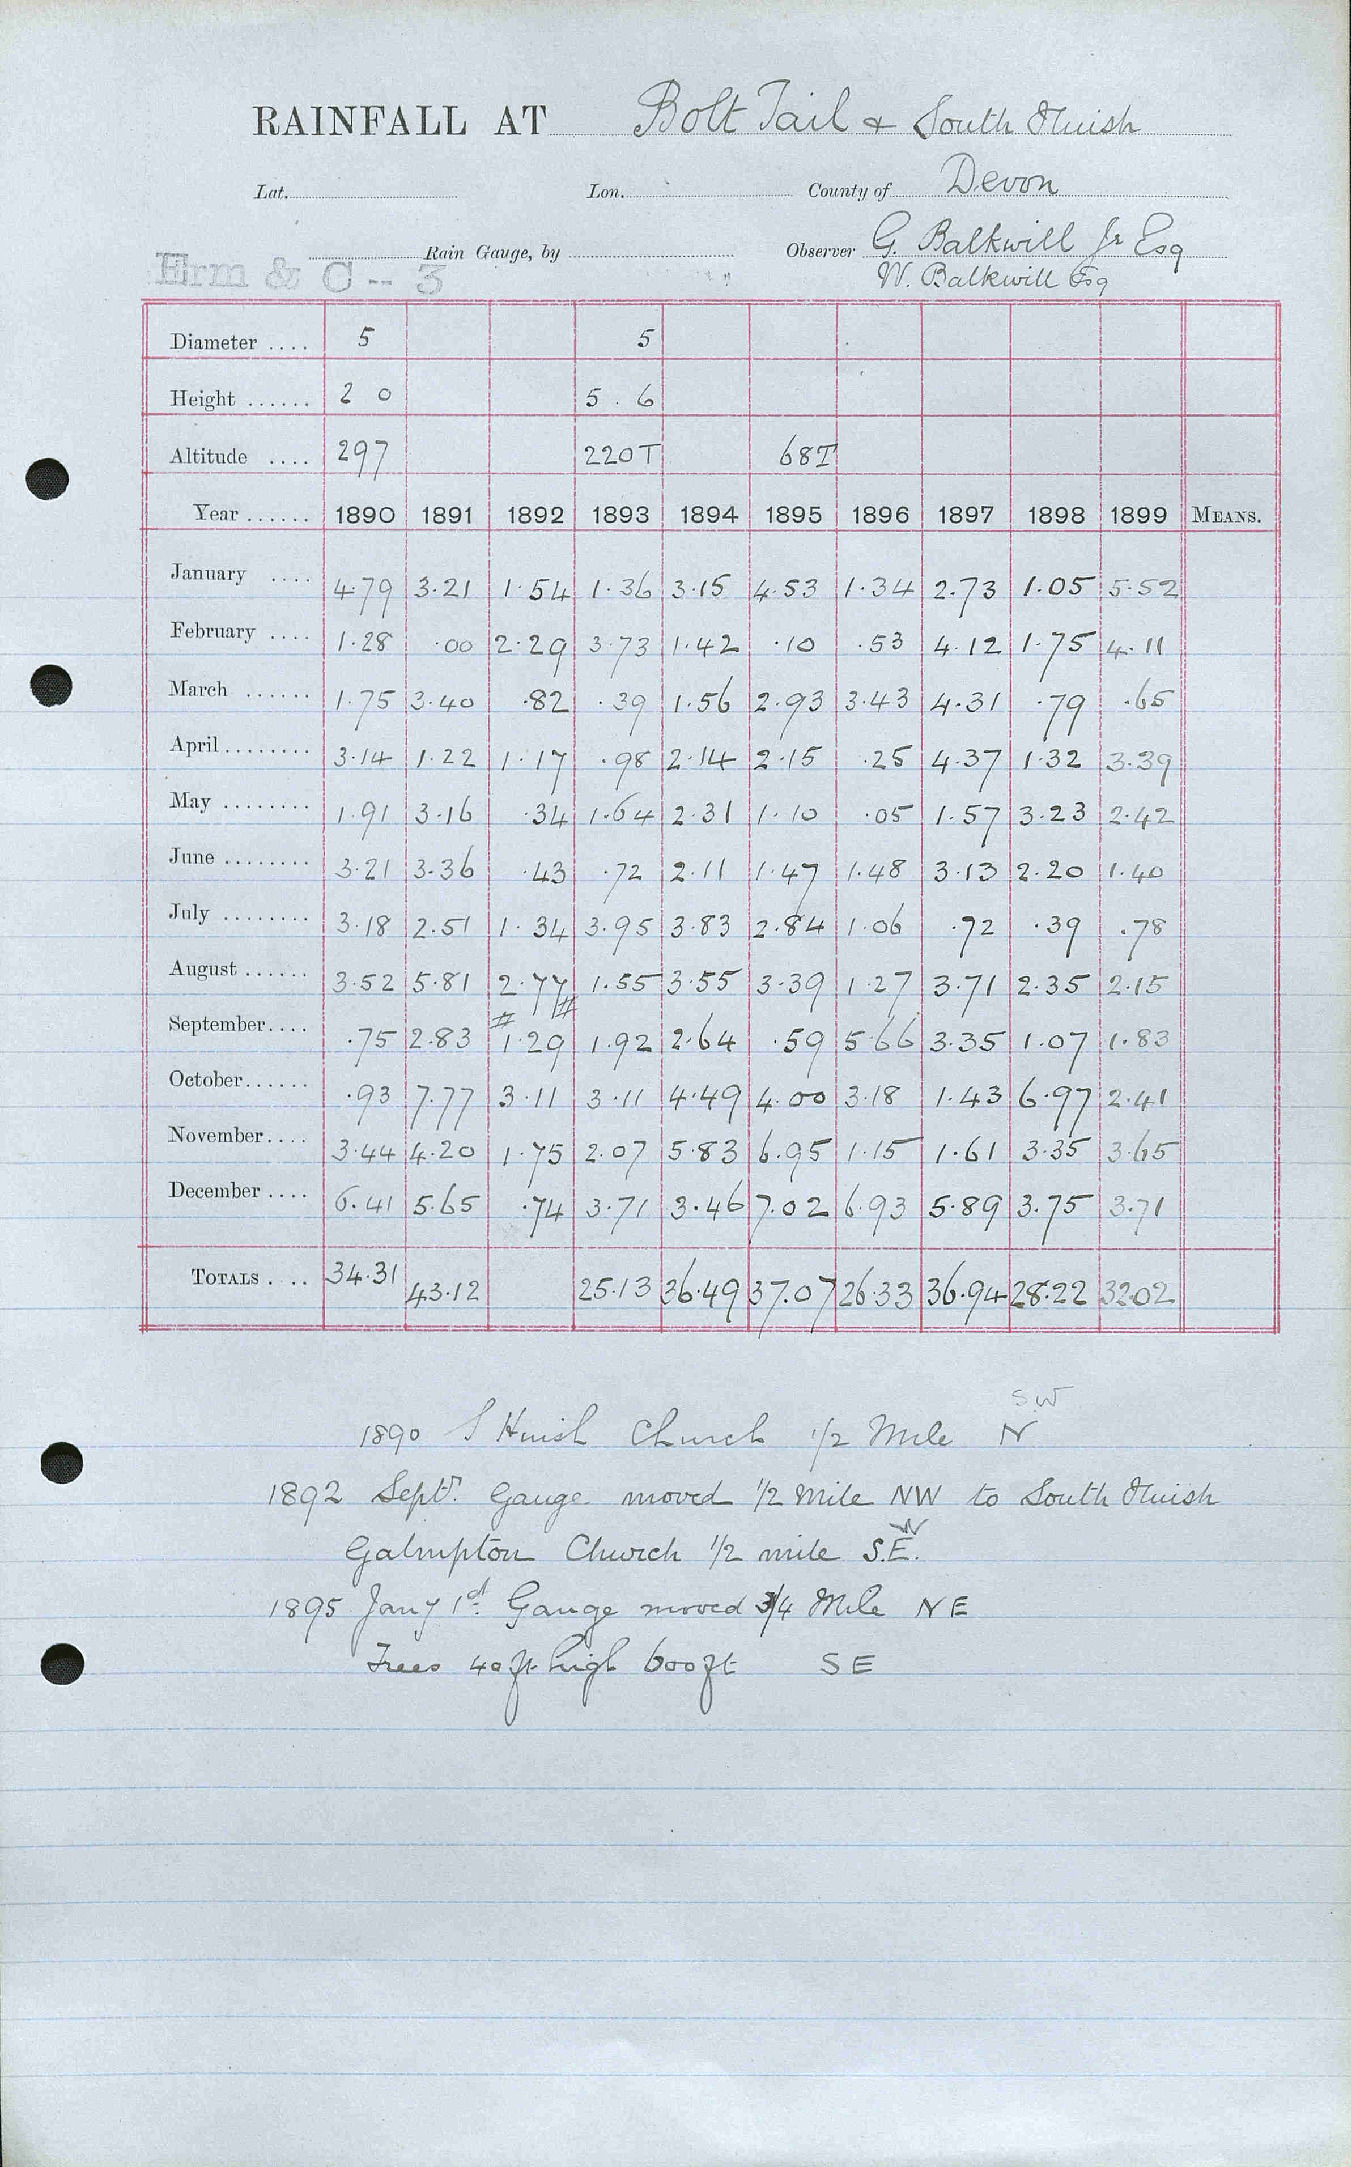 RAINFALL AT Bolt Tail & South Huish
Lat. Lon. County of Devon
Rain Gauge, by Observer G. Balkwill Jr Esq
Erm & C -- 3 W. Balkwill Esq
Diameter .... 5 5
Height ...... 2 0 5 . 6
Altitude .... 297 220T 68T
Year ...... 1890 1891 1892 1893 1894 1895 1896 1897 1898 1899 MEANS.
January .... 4.79 3.21 1.54 1.36 3.15 4.53 1.34 2.73 1.05 5.52
February .... 1.28 .00 2.29 3.73 1.42 .10 .53 4.12 1.75 4.11
March ...... 1.75 3.40 .82 .39 1.56 2.93 3.43 4.31 .79 .65
April ........ 3.14 1.22 1.17 .98 2.14 2.15 .25 4.37 1.32 3.39
May ........ 1.91 3.16 .34 1.64 2.31 1.10 .05 1.57 3.23 2.42
June ........ 3.21 3.36 .43 .72 2.11 1.47 1.48 3.13 2.20 1.40
July ........ 3.18 2.51 1.34 3.95 3.83 2.84 1.06 .72 .39 .78
August ...... 3.52 5.81 2.77 1.55 3.55 3.39 1.27 3.71 2.35 2.15
September.... .75 2.83 # 1.29 # 1.92 2.64 .59 5.66 3.35 1.07 1.83
October...... .93 7.77 3.11 3.11 4.49 4.00 3.18 1.43 6.97 2.41
November.... 3.44 4.20 1.75 2.07 5.83 6.95 1.15 1.61 3.35 3.65
December .... 6.41 5.65 .74 3.71 3.46 7.02 6.93 5.89 3.75 3.71
TOTALS . .. 34.31 43.12 25.13 36.49 37.07 26.33 36.94 28.22 32.02
SW
1890 S Huish Church 1/2 Mile N
1892 Septr. Gauge moved 1/2 Mile NW to South Huish
W
Galmpton Church 1/2 mile S.E.
1895 Jany 1st Gauge moved 3/4 Mile NE
Trees 40 ft high 600 ft SE